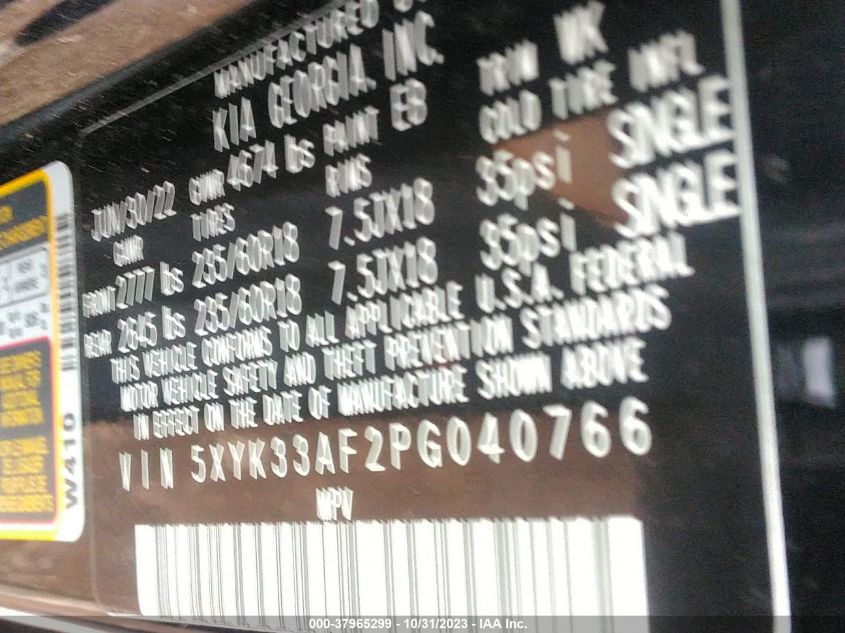 MANUFACTURED
KIA GEORGIA, INC.
JUN/30/22 GVWR 4674 lbs PAINT EB TRIM WK
GAWR TIRES RIMS COLD TIRE INFL
FRONT 2777 lbs 235/60R18 7.5JX18 35psi SNGLE
REAR 2645 lbs 235/60R18 7.5JX18 35psi SNGLE
THIS VEHICLE CONFORMS TO ALL APPLICABLE U.S.A. FEDERAL
MOTOR VEHICLE SAFETY AND THEFT PREVENTION STANDARDS
IN EFFECT ON THE DATE OF MANUFACTURE SHOWN ABOVE
VIN 5XYK33AF2PG040766
MPV
W410
000-37965299 - 10/31/2023 - IAA Inc.